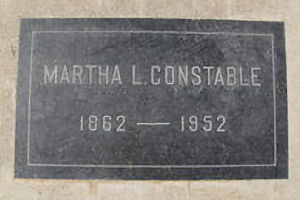 MARTHA L. CONSTABLE
1862 — 1952